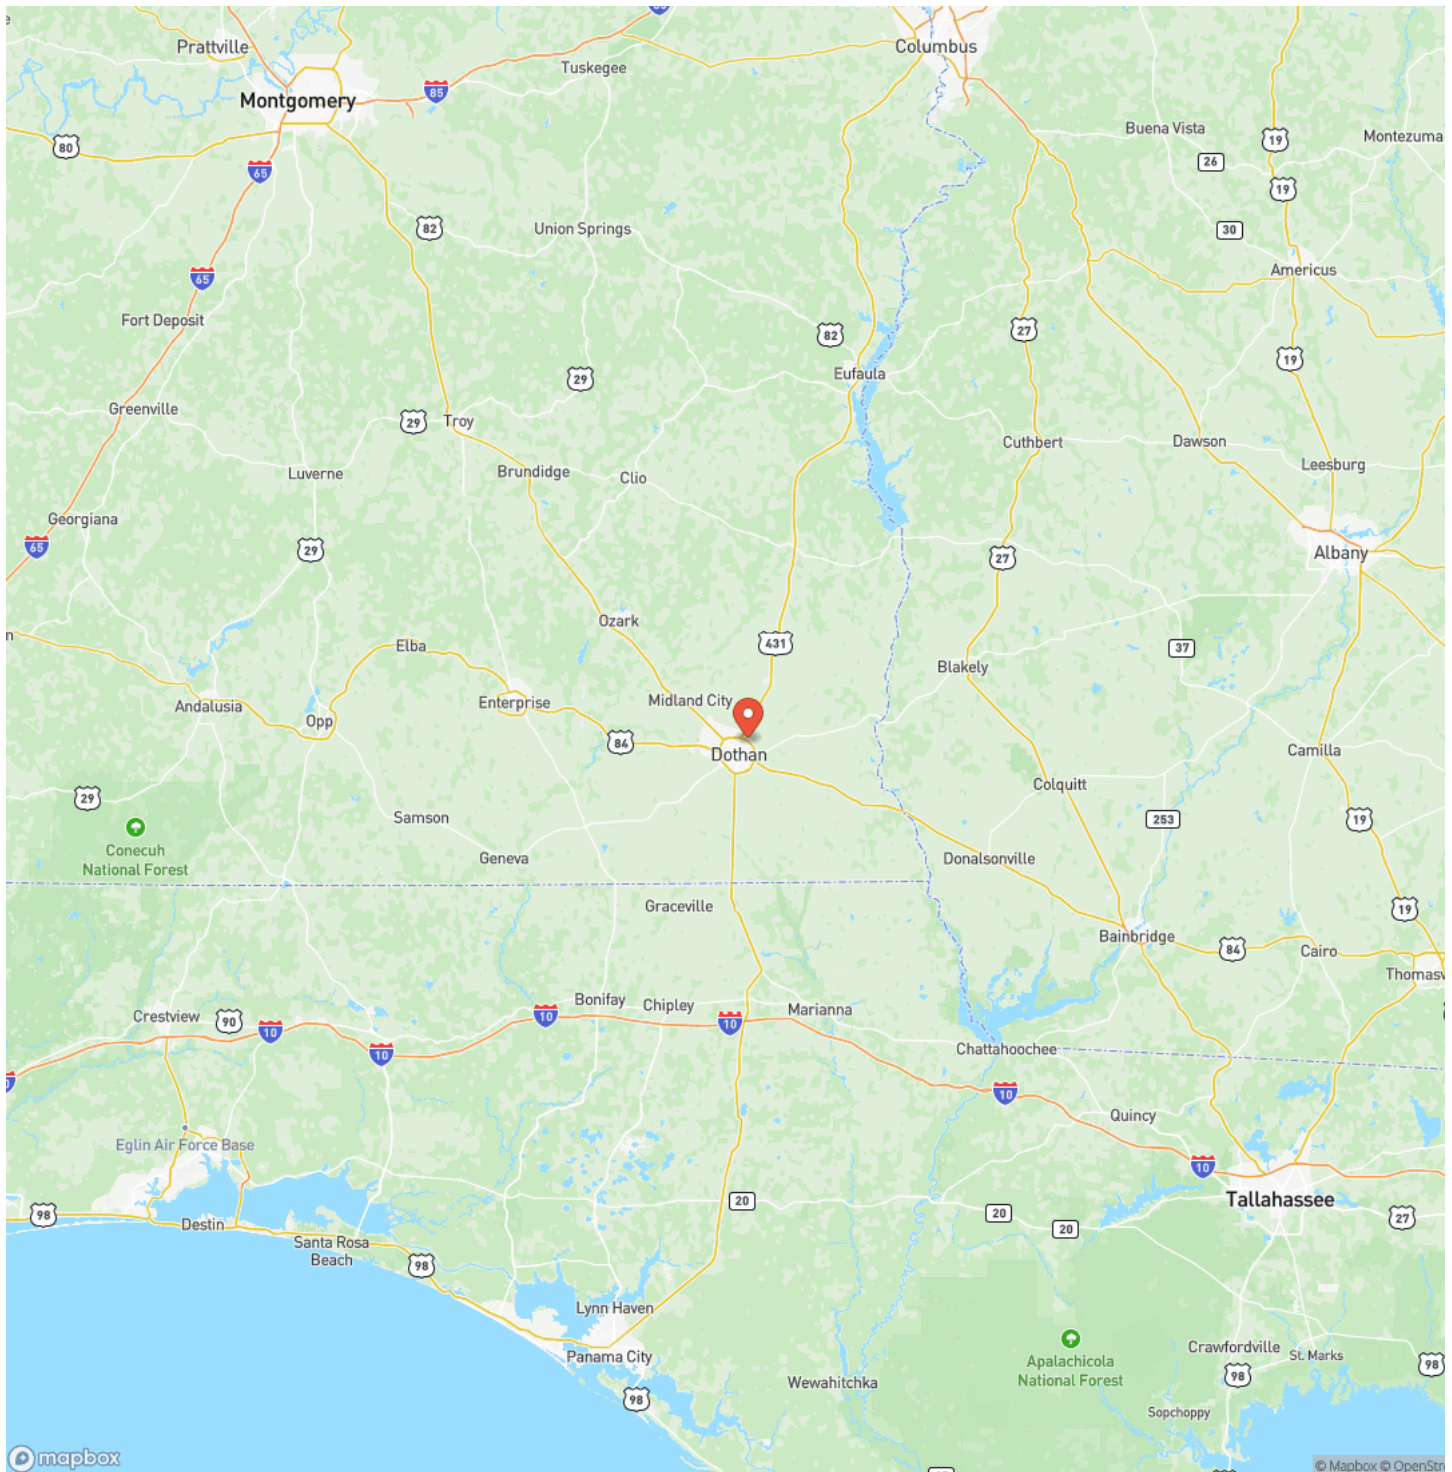 Prattville
Columbus
Tuskegee
Montgomery
85
Buena Vista
19
Montezuma
80
26
65
19
82
Union Springs
30
65
Americus
Fort Deposit
82
27
19
Eufaula
29
Greenville
29
Troy
Cuthbert
Dawson
Luverne
Brundidge
Clio
Leesburg
Georgiana
65
29
27
Albany
Ozark
n
Elba
431
37
Blakely
Andalusia
Opp
Enterprise
Midland City
84
Dothan
Camilla
29
Colquitt
Samson
253
19
Conecuh
National Forest
Geneva
Donalsonville
Graceville
19
Bainbridge
84
Cairo
Thomasv
Crestview
90
10
10
10
Bonifay
Chipley
10
Marianna
Chattahoochee
10
Quincy
Eglin Air Force Base
10
98
Destin
20
20
20
Tallahassee
27
Santa Rosa
Beach
98
Lynn Haven
Panama City
98
Wewahitchka
Apalachicola
National Forest
Crawfordville
St. Marks
98
98
Sopchoppy
mapbox
© Mapbox © OpenStre